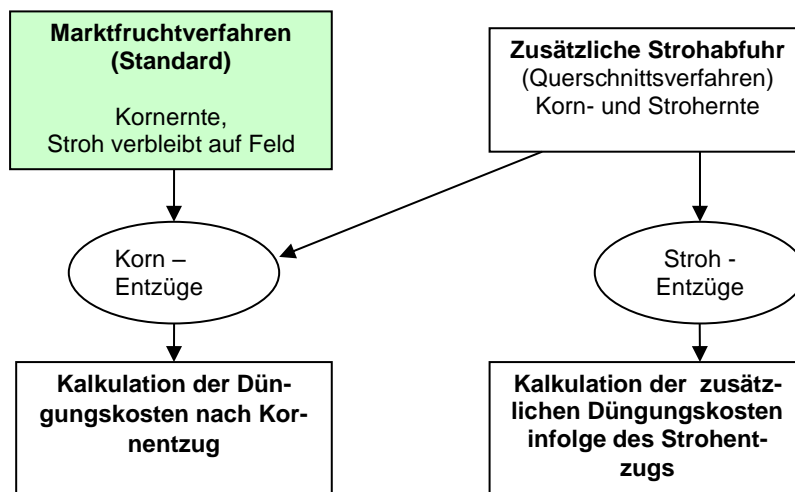 Marktfruchtverfahren
(Standard)
Kornernte,
Stroh verbleibt auf Feld
Zusätzliche Strohabfuhr
(Querschnittsverfahren)
Korn- und Strohernte
Korn –
Entzüge
Stroh -
Entzüge
Kalkulation der Dün-
gungskosten nach Kor-
nentzug
Kalkulation der zusätz-
lichen Düngungskosten
infolge des Strohent-
zugs